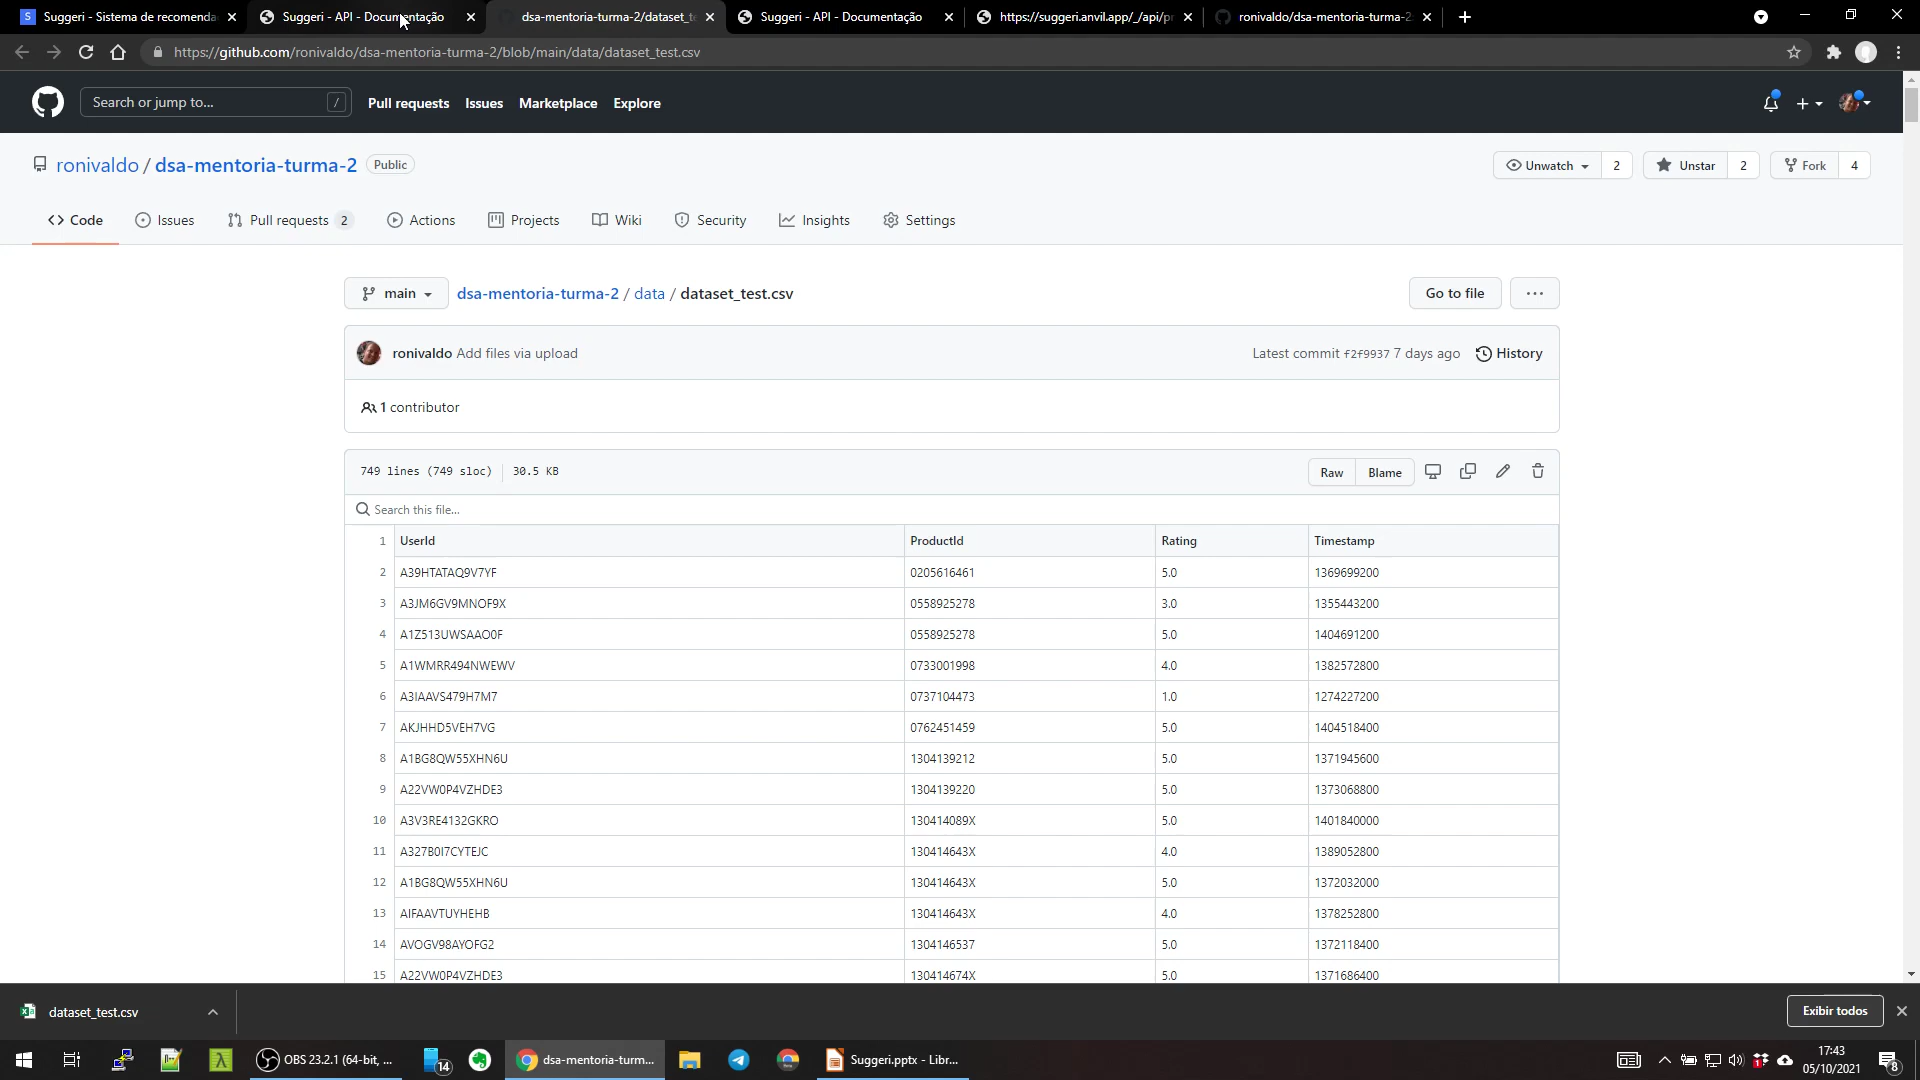 Suggeri - Sistema de recomenda
Suggeri - API - Documentação
dsa-mentoria-turma-2/dataset_te
Suggeri - API - Documentação
https://suggeri.anvil.app/_/api/pr
ronivaldo/dsa-mentoria-turma-2
https://github.com/ronivaldo/dsa-mentoria-turma-2/blob/main/data/dataset_test.csv
Search or jump to... /
Pull requests Issues Marketplace Explore
ronivaldo / dsa-mentoria-turma-2 Public
Unwatch 2 Unstar 2 Fork 4
Code Issues Pull requests 2 Actions Projects Wiki Security Insights Settings
main dsa-mentoria-turma-2 / data / dataset_test.csv Go to file
ronivaldo Add files via upload Latest commit f2f9937 7 days ago History
1 contributor
749 lines (749 sloc) 30.5 KB Raw Blame
Search this file...
1 UserId ProductId Rating Timestamp
2 A39HTATAQ9V7YF 0205616461 5.0 1369699200
3 A3JM6GV9MNOF9X 0558925278 3.0 1355443200
4 A1Z513UWSAAO0F 0558925278 5.0 1404691200
5 A1WMRR494NWEWV 0733001998 4.0 1382572800
6 A3IAAVS479H7M7 0737104473 1.0 1274227200
7 AKJHHD5VEH7VG 0762451459 5.0 1404518400
8 A1BG8QW55XHN6U 1304139212 5.0 1371945600
9 A22VW0P4VZHDE3 1304139220 5.0 1373068800
10 A3V3RE4132GKRO 130414089X 5.0 1401840000
11 A327B0I7CYTEJC 130414643X 4.0 1389052800
12 A1BG8QW55XHN6U 130414643X 5.0 1372032000
13 AIFAAVTUYHEHB 130414643X 4.0 1378252800
14 AVOGV98AYOFG2 1304146537 5.0 1372118400
15 A22VW0P4VZHDE3 130414674X 5.0 1371686400
dataset_test.csv
Exibir todos
OBS 23.2.1 (64-bit, ...
14
dsa-mentoria-turm...
Suggeri.pptx - Libr...
17:43
05/10/2021
8